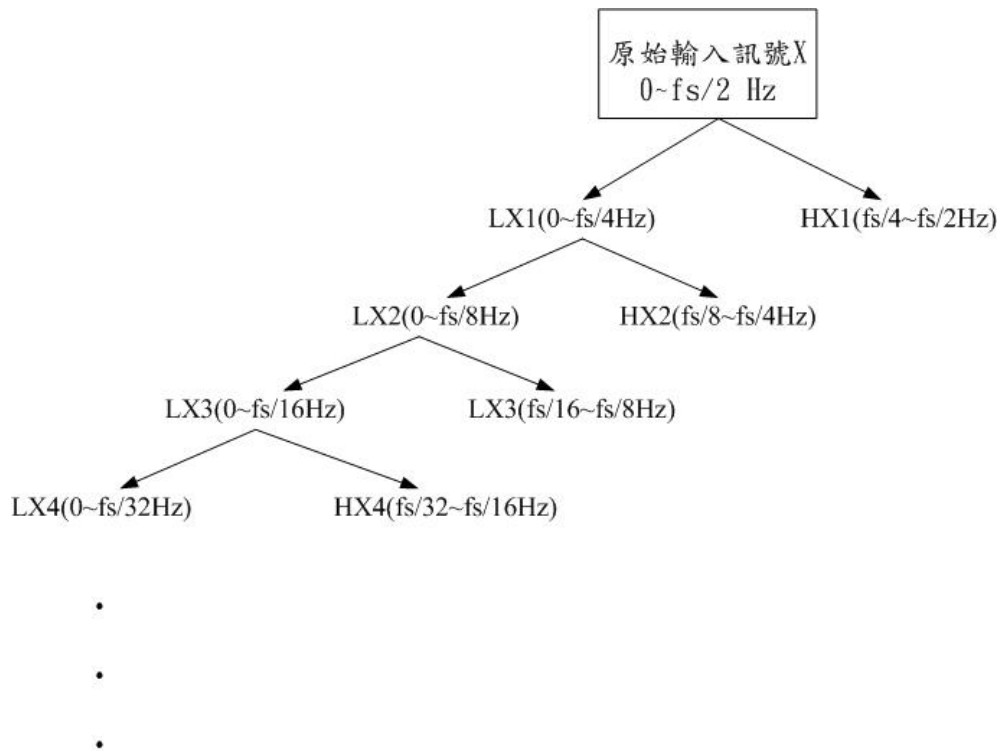 原始輸入訊號X
0~fs/2 Hz
LX1(0~fs/4Hz)
HX1(fs/4~fs/2Hz)
LX2(0~fs/8Hz)
HX2(fs/8~fs/4Hz)
LX3(0~fs/16Hz)
LX3(fs/16~fs/8Hz)
LX4(0~fs/32Hz)
HX4(fs/32~fs/16Hz)